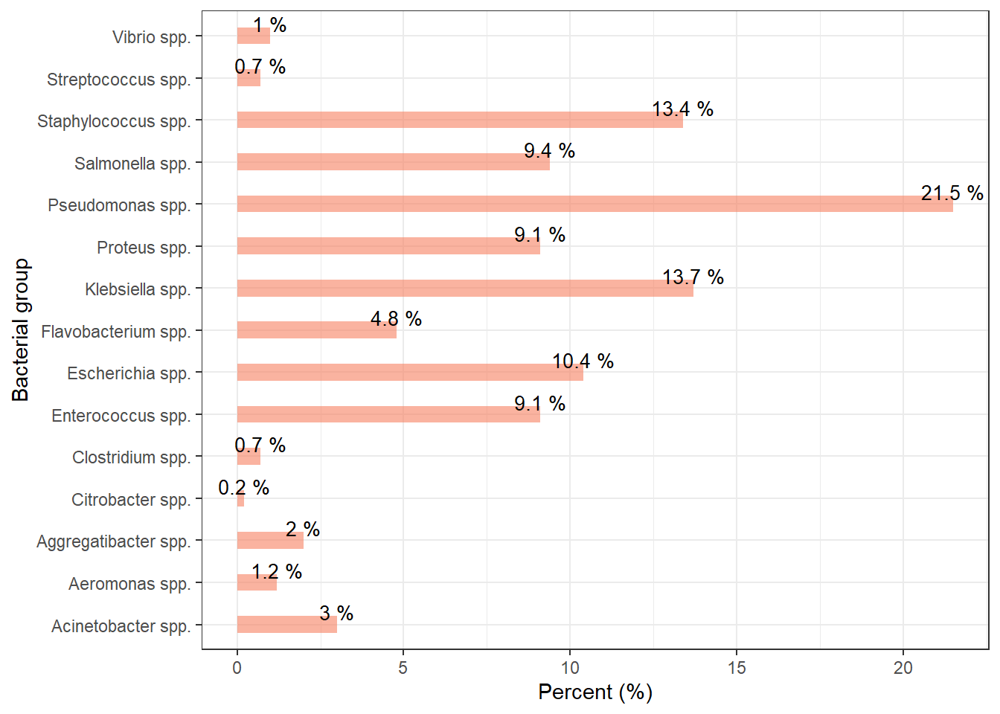 Vibrio spp. 1 %
Streptococcus spp. 0.7 %
Staphylococcus spp. 13.4 %
Salmonella spp. 9.4 %
Pseudomonas spp. 21.5 %
Proteus spp. 9.1 %
Klebsiella spp. 13.7 %
Flavobacterium spp. 4.8 %
Escherichia spp. 10.4 %
Enterococcus spp. 9.1 %
Clostridium spp. 0.7 %
Citrobacter spp. 0.2 %
Aggregatibacter spp. 2 %
Aeromonas spp. 1.2 %
Acinetobacter spp. 3 %
Bacterial group
0 5 10 15 20
Percent (%)